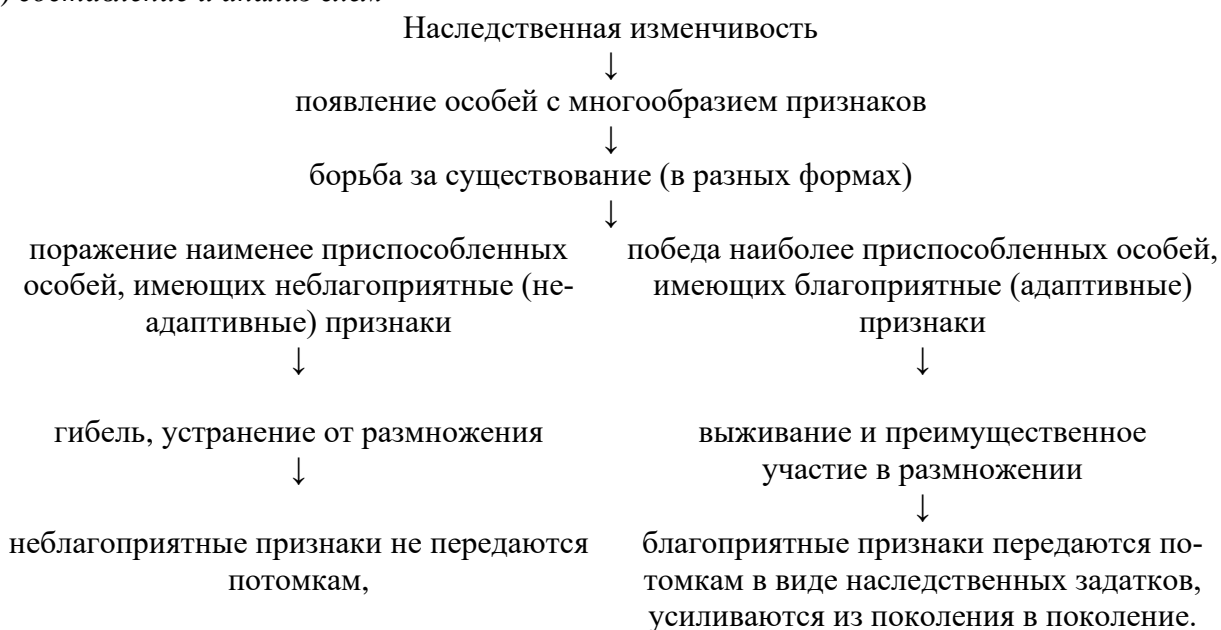 ) составление и анализ схем
Наследственная изменчивость
↓
появление особей с многообразием признаков
↓
борьба за существование (в разных формах)
↓
поражение наименее приспособленных
особей, имеющих неблагоприятные (не-
адаптивные) признаки
↓
гибель, устранение от размножения
↓
неблагоприятные признаки не передаются
потомкам,
победа наиболее приспособленных особей,
имеющих благоприятные (адаптивные)
признаки
↓
выживание и преимущественное
участие в размножении
↓
благоприятные признаки передаются по-
томкам в виде наследственных задатков,
усиливаются из поколения в поколение.